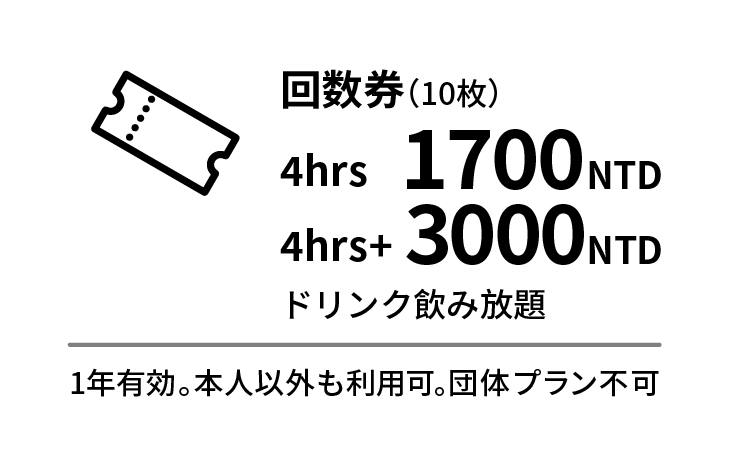 回数券（10枚）
4hrs 1700NTD
4hrs+ 3000NTD
ドリンク飲み放題
1年有効。本人以外も利用可。団体プラン不可